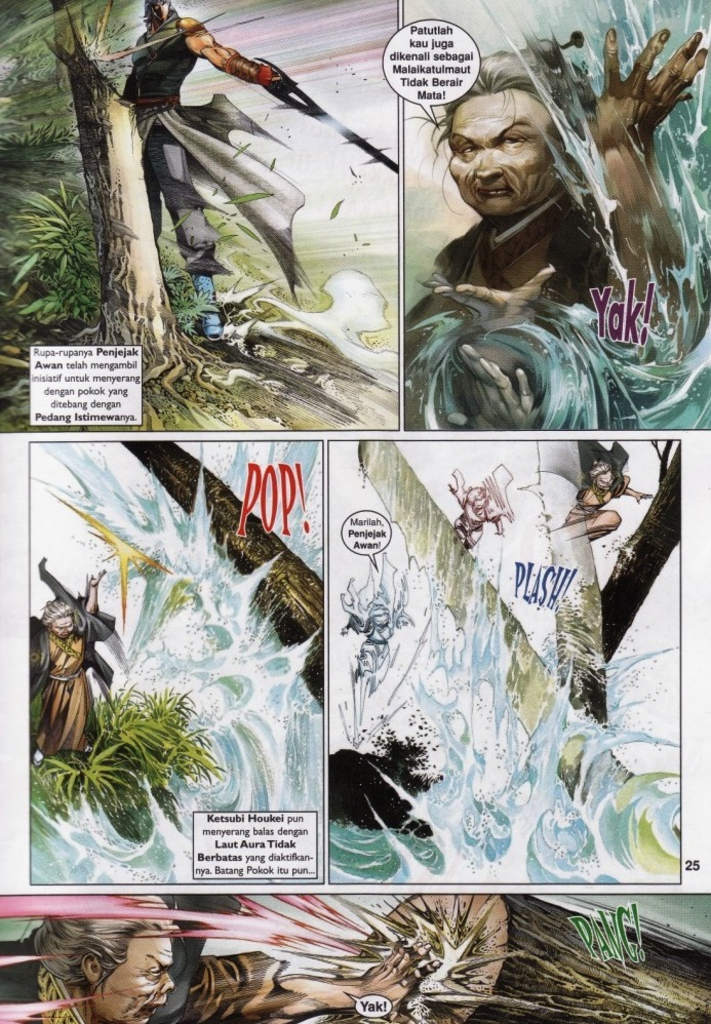 Rupa-rupanya Penjejak
Awan telah mengambil
inisiatif untuk menyerang
dengan pokok yang
ditebang dengan
Pedang Istimewanya.
Patutlah
kau juga
dikenali sebagai
Malaikatulmaut
Tidak Berair
Mata!
Yak!
POP!
Ketsubi Houkei pun
menyerang balas dengan
Laut Aura Tidak
Berbatas yang diaktifkan-
nya. Batang Pokok itu pun...
Marilah,
Penjejak
Awan!
PLASH!
25
PANG!
Yak!